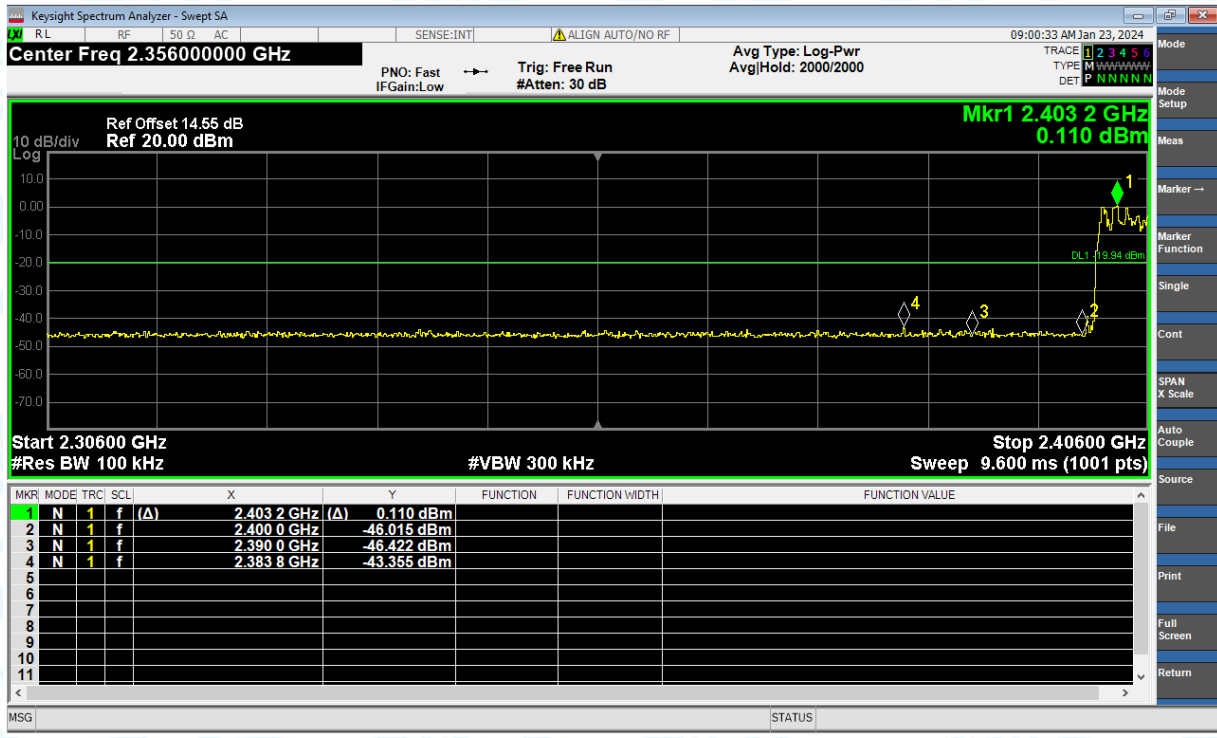 Keysight Spectrum Analyzer - Swept SA
LXI RL RF 50 Ω AC SENSE:INT ALIGN AUTO/NO RF 09:00:33 AM Jan 23, 2024
Center Freq 2.356000000 GHz
PNO: Fast
IFGain:Low
Trig: Free Run
#Atten: 30 dB
Avg Type: Log-Pwr
Avg|Hold: 2000/2000
TRACE 1 2 3 4 5 6
TYPE M WWWWW
DET P N N N N N
Ref Offset 14.55 dB
10 dB/div Ref 20.00 dBm
Log
Mkr1 2.403 2 GHz
0.110 dBm
10.0
0.00
-10.0
-20.0
-30.0
-40.0
-50.0
-60.0
-70.0
1
DL1 -19.94 dBm
4
3
2
Start 2.30600 GHz Stop 2.40600 GHz
#Res BW 100 kHz #VBW 300 kHz Sweep 9.600 ms (1001 pts)
MKR MODE TRC SCL X Y FUNCTION FUNCTION WIDTH FUNCTION VALUE
1 N 1 f (Δ) 2.403 2 GHz (Δ) 0.110 dBm
2 N 1 f 2.400 0 GHz -46.015 dBm
3 N 1 f 2.390 0 GHz -46.422 dBm
4 N 1 f 2.383 8 GHz -43.355 dBm
5
6
7
8
9
10
11
MSG STATUS
Mode
Mode
Setup
Meas
Marker →
Marker
Function
Single
Cont
SPAN
X Scale
Auto
Couple
Source
File
Print
Full
Screen
Return